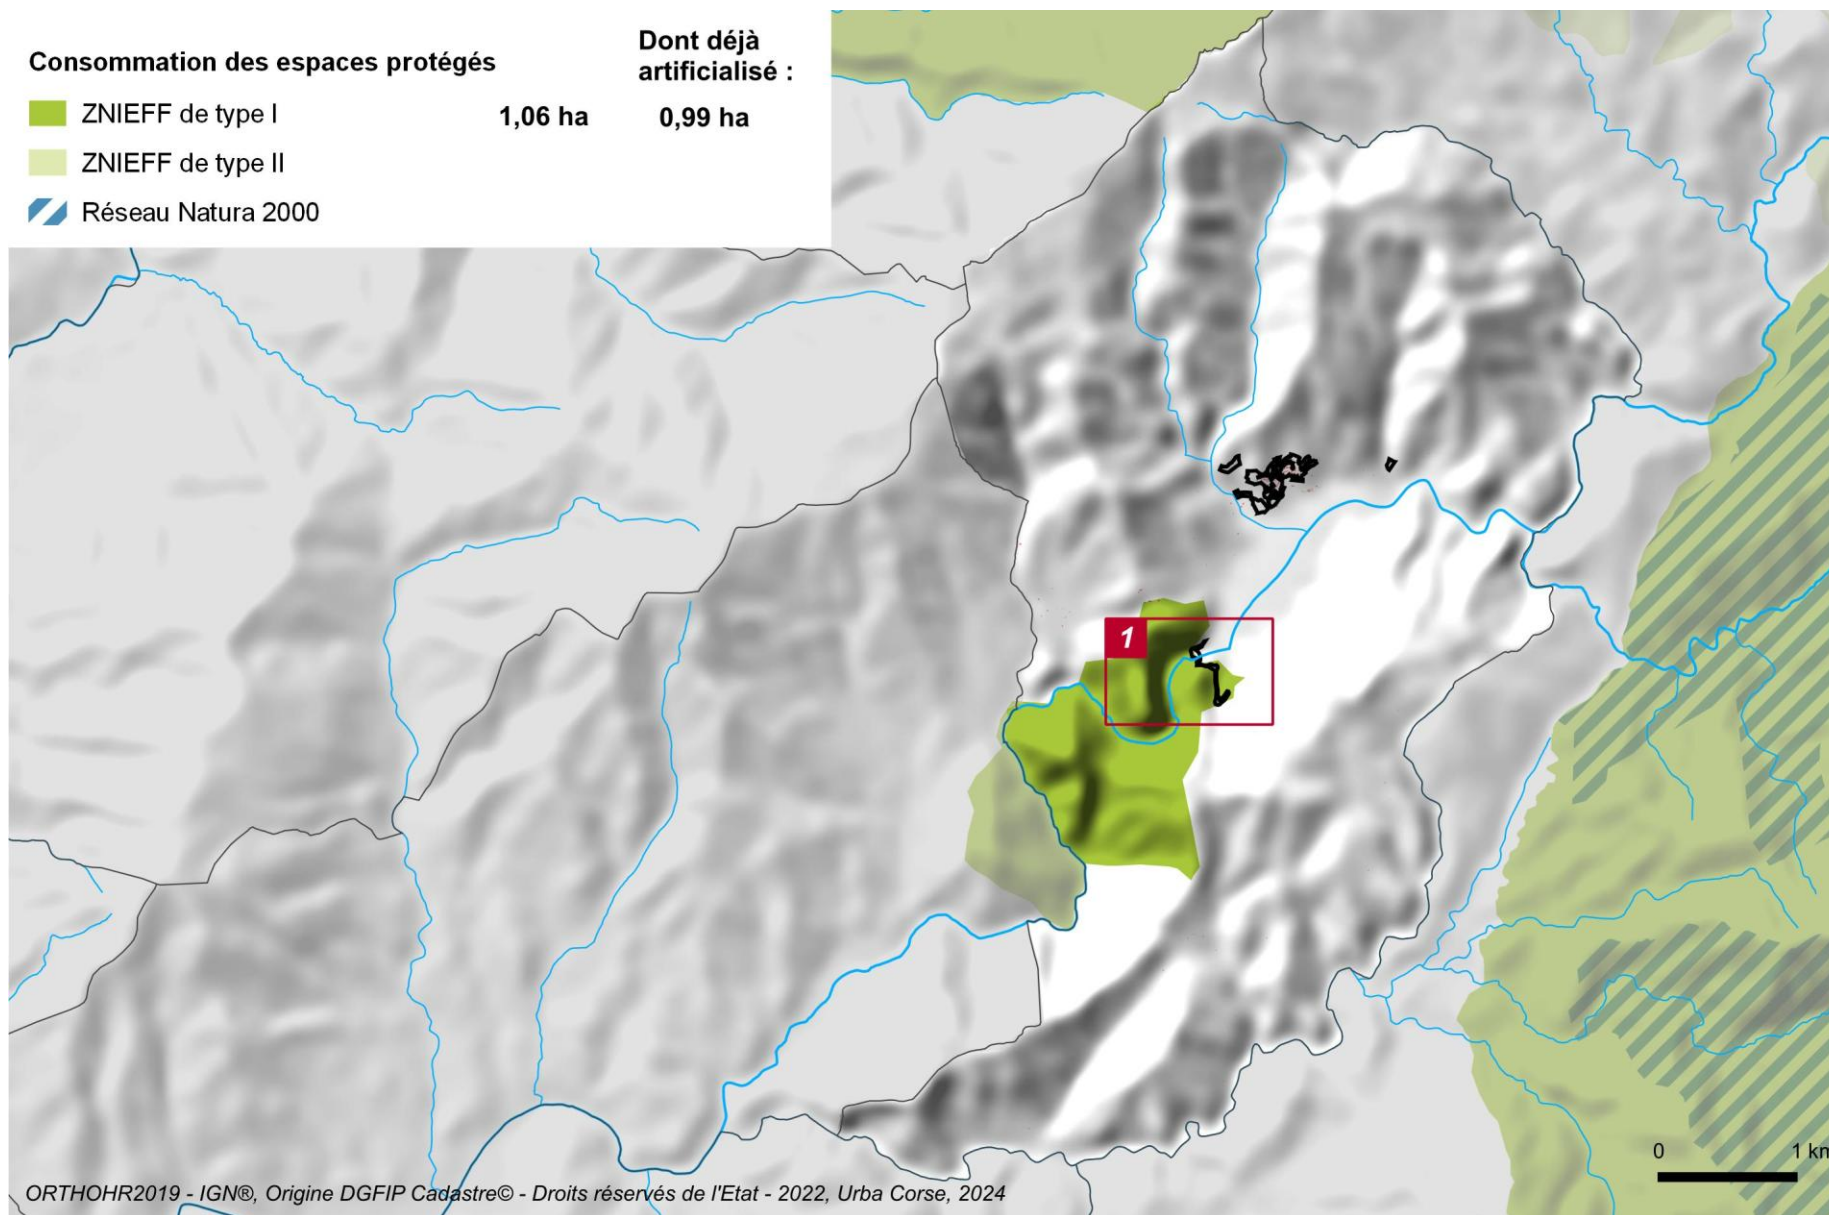 Consommation des espaces protégés
Dont déjà
artificialisé :
ZNIEFF de type I 1,06 ha 0,99 ha
ZNIEFF de type II
Réseau Natura 2000
1
0 1 km
ORTHOHR2019 - IGN®, Origine DGFIP Cadastre© - Droits réservés de l'Etat - 2022, Urba Corse, 2024